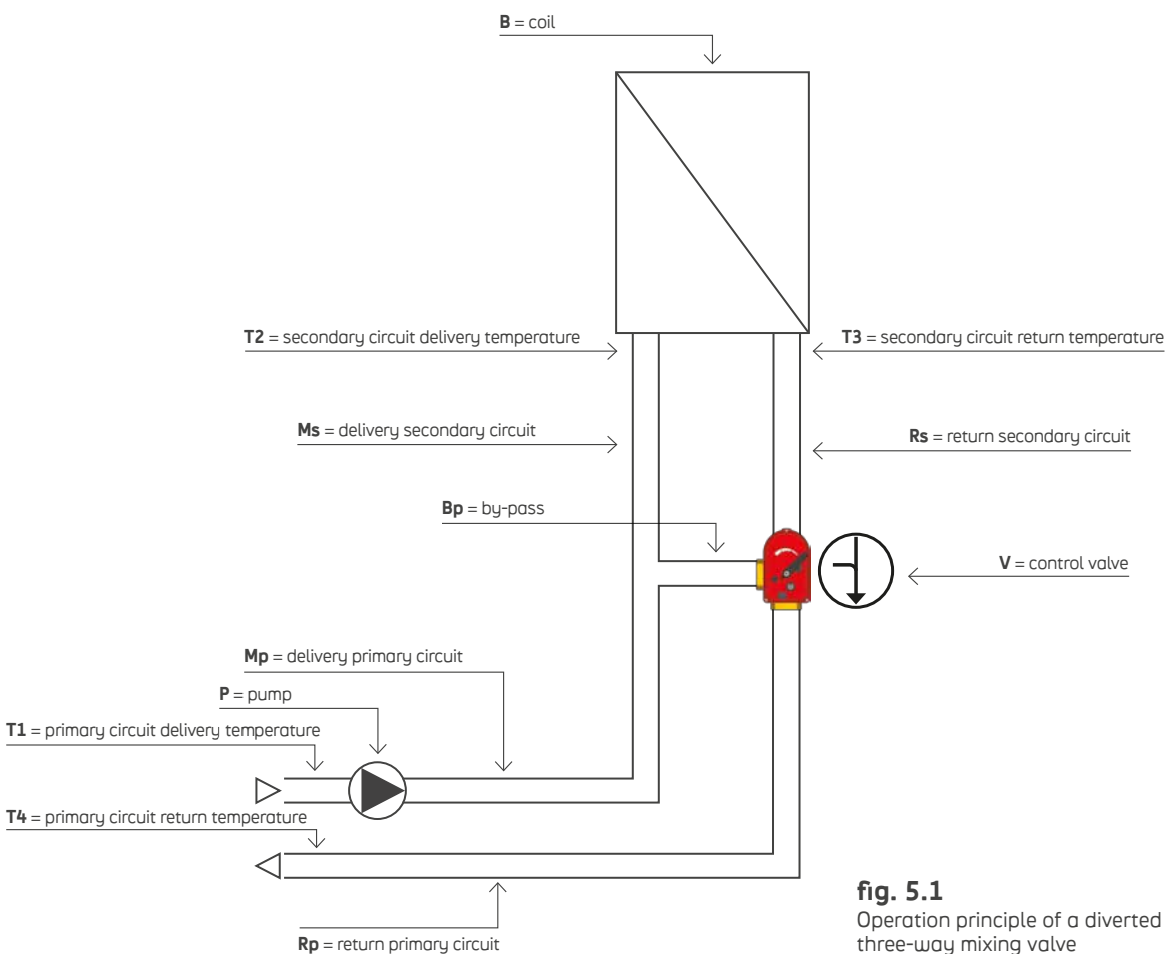 B = coil
T2 = secondary circuit delivery temperature
T3 = secondary circuit return temperature
Ms = delivery secondary circuit
Rs = return secondary circuit
Bp = by-pass
V = control valve
Mp = delivery primary circuit
P = pump
T1 = primary circuit delivery temperature
T4 = primary circuit return temperature
Rp = return primary circuit
fig. 5.1
Operation principle of a diverted
three-way mixing valve